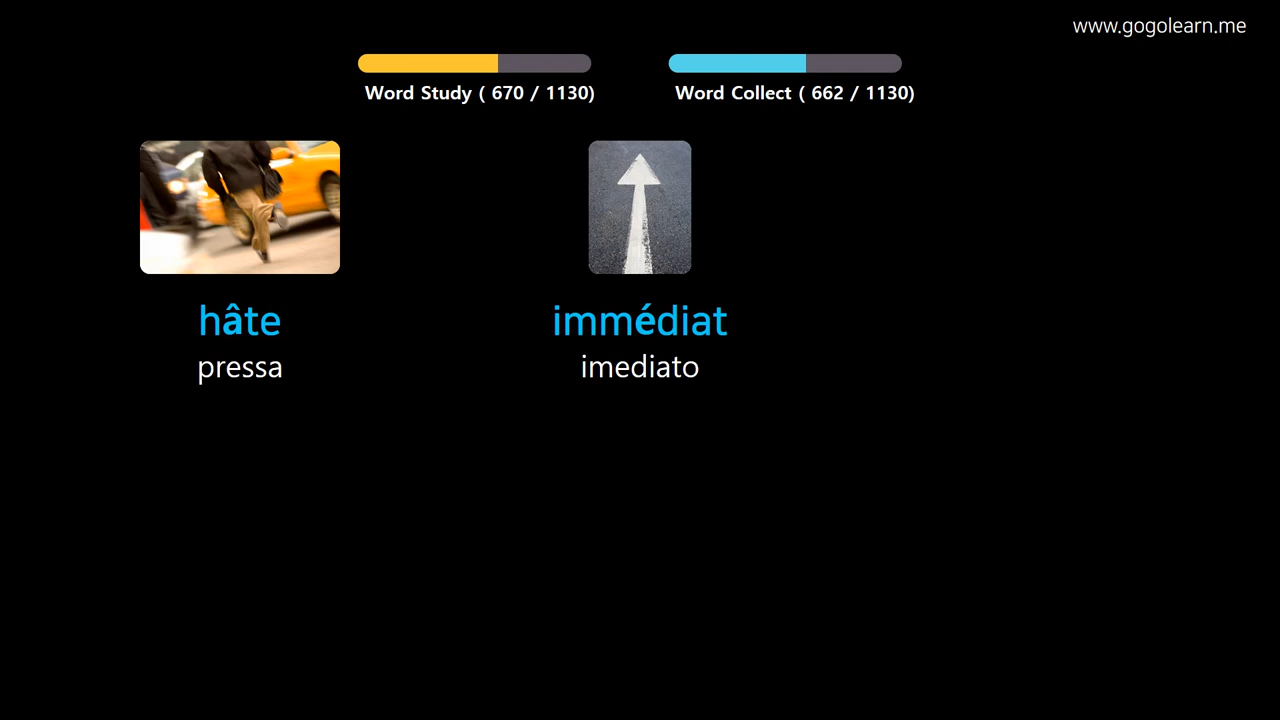 www.gogolearn.me
Word Study ( 670 / 1130)
Word Collect ( 662 / 1130)
hâte
immédiat
pressa
imediato